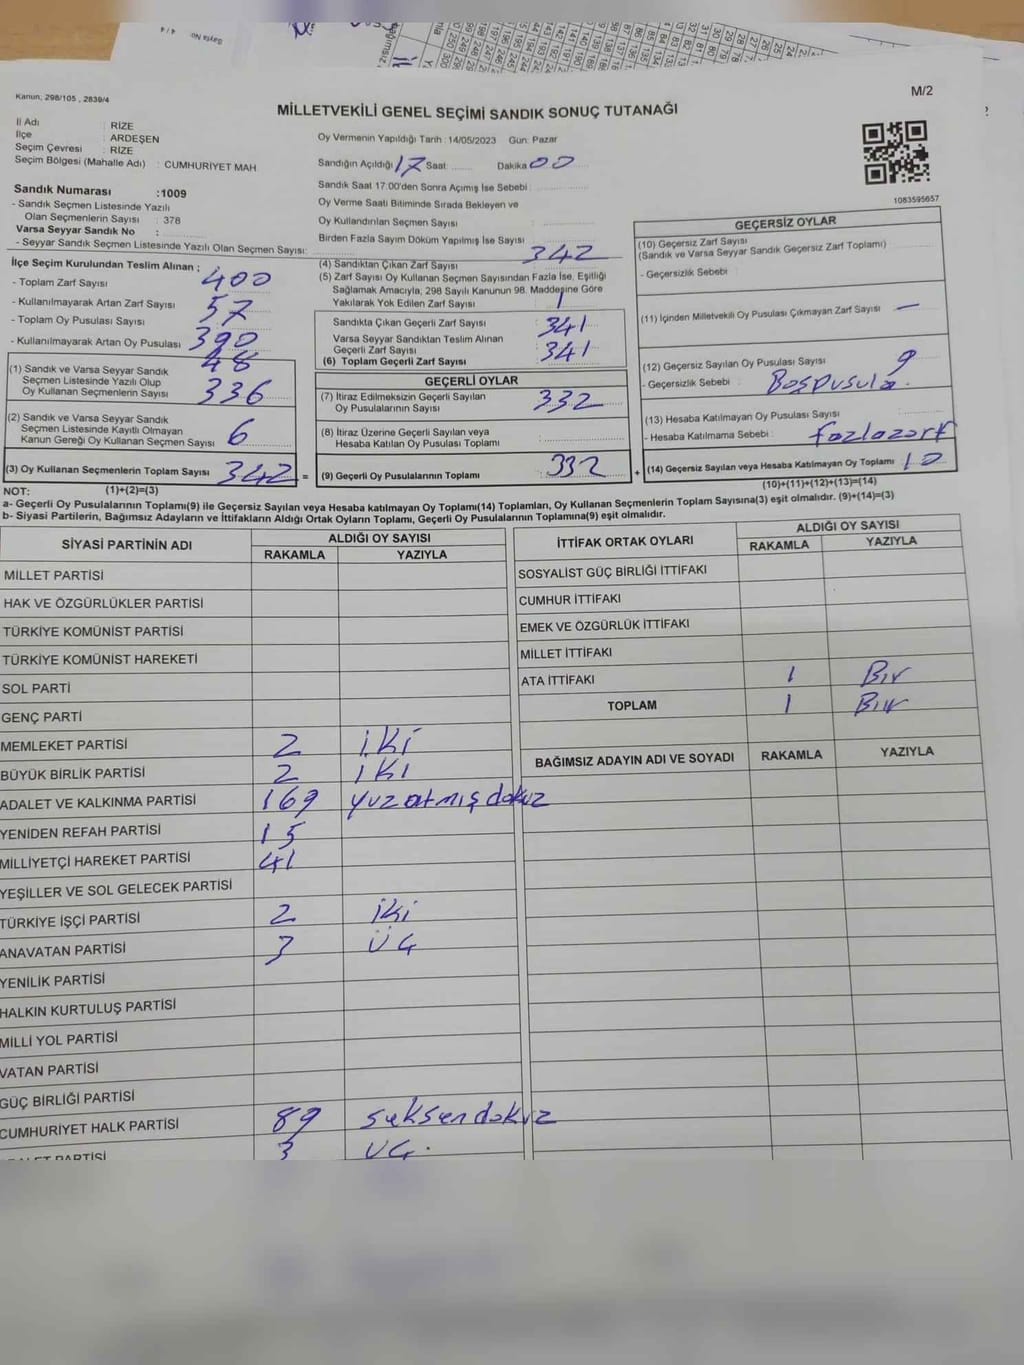 Sayfa No 4 / 4
Kanun; 298/105 , 2839/4
M/2
MİLLETVEKİLİ GENEL SEÇİMİ SANDIK SONUÇ TUTANAĞI
İl Adı : RİZE
İlçe : ARDEŞEN
Seçim Çevresi : RİZE
Seçim Bölgesi (Mahalle Adı) : CUMHURİYET MAH
Sandık Numarası :1009
- Sandık Seçmen Listesinde Yazılı
Olan Seçmenlerin Sayısı : 378
Varsa Seyyar Sandık No :
- Seyyar Sandık Seçmen Listesinde Yazılı Olan Seçmen Sayısı:
Oy Vermenin Yapıldığı Tarih : 14/05/2023 Gün: Pazar
Sandığın Açıldığı 17 Saat Dakika 00
Sandık Saat 17:00'den Sonra Açımış İse Sebebi :
Oy Verme Saati Bitiminde Sırada Bekleyen ve
Oy Kullandırılan Seçmen Sayısı :
Birden Fazla Sayım Döküm Yapılmış İse Sayısı :
1083595657
İlçe Seçim Kurulundan Teslim Alınan ;
- Toplam Zarf Sayısı : 400
- Kullanılmayarak Artan Zarf Sayısı : 57
- Toplam Oy Pusulası Sayısı : 390
- Kullanılmayarak Artan Oy Pusulası : 48
(1) Sandık ve Varsa Seyyar Sandık
Seçmen Listesinde Yazılı Olup
Oy Kullanan Seçmenlerin Sayısı : 336
(2) Sandık ve Varsa Seyyar Sandık
Seçmen Listesinde Kayıtlı Olmayan
Kanun Gereği Oy Kullanan Seçmen Sayısı : 6
(3) Oy Kullanan Seçmenlerin Toplam Sayısı : 342 =
(4) Sandıktan Çıkan Zarf Sayısı : 342
(5) Zarf Sayısı Oy Kullanan Seçmen Sayısından Fazla İse, Eşitliği
Sağlamak Amacıyla, 298 Sayılı Kanunun 98. Maddesine Göre
Yakılarak Yok Edilen Zarf Sayısı : 1
Sandıkta Çıkan Geçerli Zarf Sayısı : 341
Varsa Seyyar Sandıktan Teslim Alınan
Geçerli Zarf Sayısı
(6) Toplam Geçerli Zarf Sayısı : 341
GEÇERLİ OYLAR
(7) İtiraz Edilmeksizin Geçerli Sayılan
Oy Pusulalarının Sayısı : 332
(8) İtiraz Üzerine Geçerli Sayılan veya
Hesaba Katılan Oy Pusulası Toplamı :
(9) Geçerli Oy Pusulalarının Toplamı : 332 +
GEÇERSİZ OYLAR
(10) Geçersiz Zarf Sayısı
(Sandık ve Varsa Seyyar Sandık Geçersiz Zarf Toplamı) :
- Geçersizlik Sebebi :
(11) İçinden Milletvekili Oy Pusulası Çıkmayan Zarf Sayısı : —
(12) Geçersiz Sayılan Oy Pusulası Sayısı : 9
- Geçersizlik Sebebi : Boşpusula.
(13) Hesaba Katılmayan Oy Pusulası Sayısı :
- Hesaba Katılmama Sebebi : fazlazarf
(14) Geçersiz Sayılan veya Hesaba Katılmayan Oy Toplamı : 10
NOT: (1)+(2)=(3)
(10)+(11)+(12)+(13)=(14)
a- Geçerli Oy Pusulalarının Toplamı(9) ile Geçersiz Sayılan veya Hesaba katılmayan Oy Toplamı(14) Toplamları, Oy Kullanan Seçmenlerin Toplam Sayısına(3) eşit olmalıdır. (9)+(14)=(3)
b- Siyasi Partilerin, Bağımsız Adayların ve İttifakların Aldığı Ortak Oyların Toplamı, Geçerli Oy Pusulalarının Toplamına(9) eşit olmalıdır.
SİYASİ PARTİNİN ADI ALDIĞI OY SAYISI
RAKAMLA YAZIYLA
MİLLET PARTİSİ
HAK VE ÖZGÜRLÜKLER PARTİSİ
TÜRKİYE KOMÜNİST PARTİSİ
TÜRKİYE KOMÜNİST HAREKETİ
SOL PARTİ
GENÇ PARTİ
MEMLEKET PARTİSİ 2 iki
BÜYÜK BİRLİK PARTİSİ 2 IKI
ADALET VE KALKINMA PARTİSİ 169 yuzatmışdokuz
YENİDEN REFAH PARTİSİ 15
MİLLİYETÇİ HAREKET PARTİSİ 41
YEŞİLLER VE SOL GELECEK PARTİSİ
TÜRKİYE İŞÇİ PARTİSİ 2 iki
ANAVATAN PARTİSİ 3 ÜÇ
YENİLİK PARTİSİ
HALKIN KURTULUŞ PARTİSİ
MİLLİ YOL PARTİSİ
VATAN PARTİSİ
GÜÇ BİRLİĞİ PARTİSİ
CUMHURİYET HALK PARTİSİ 89 seksendokuz
PARTİSİ 3 UÇ.
İTTİFAK ORTAK OYLARI ALDIĞI OY SAYISI
RAKAMLA YAZIYLA
SOSYALİST GÜÇ BİRLİĞİ İTTİFAKI
CUMHUR İTTİFAKI
EMEK VE ÖZGÜRLÜK İTTİFAKI
MİLLET İTTİFAKI
ATA İTTİFAKI 1 Bır
TOPLAM 1 Bır
BAĞIMSIZ ADAYIN ADI VE SOYADI RAKAMLA YAZIYLA